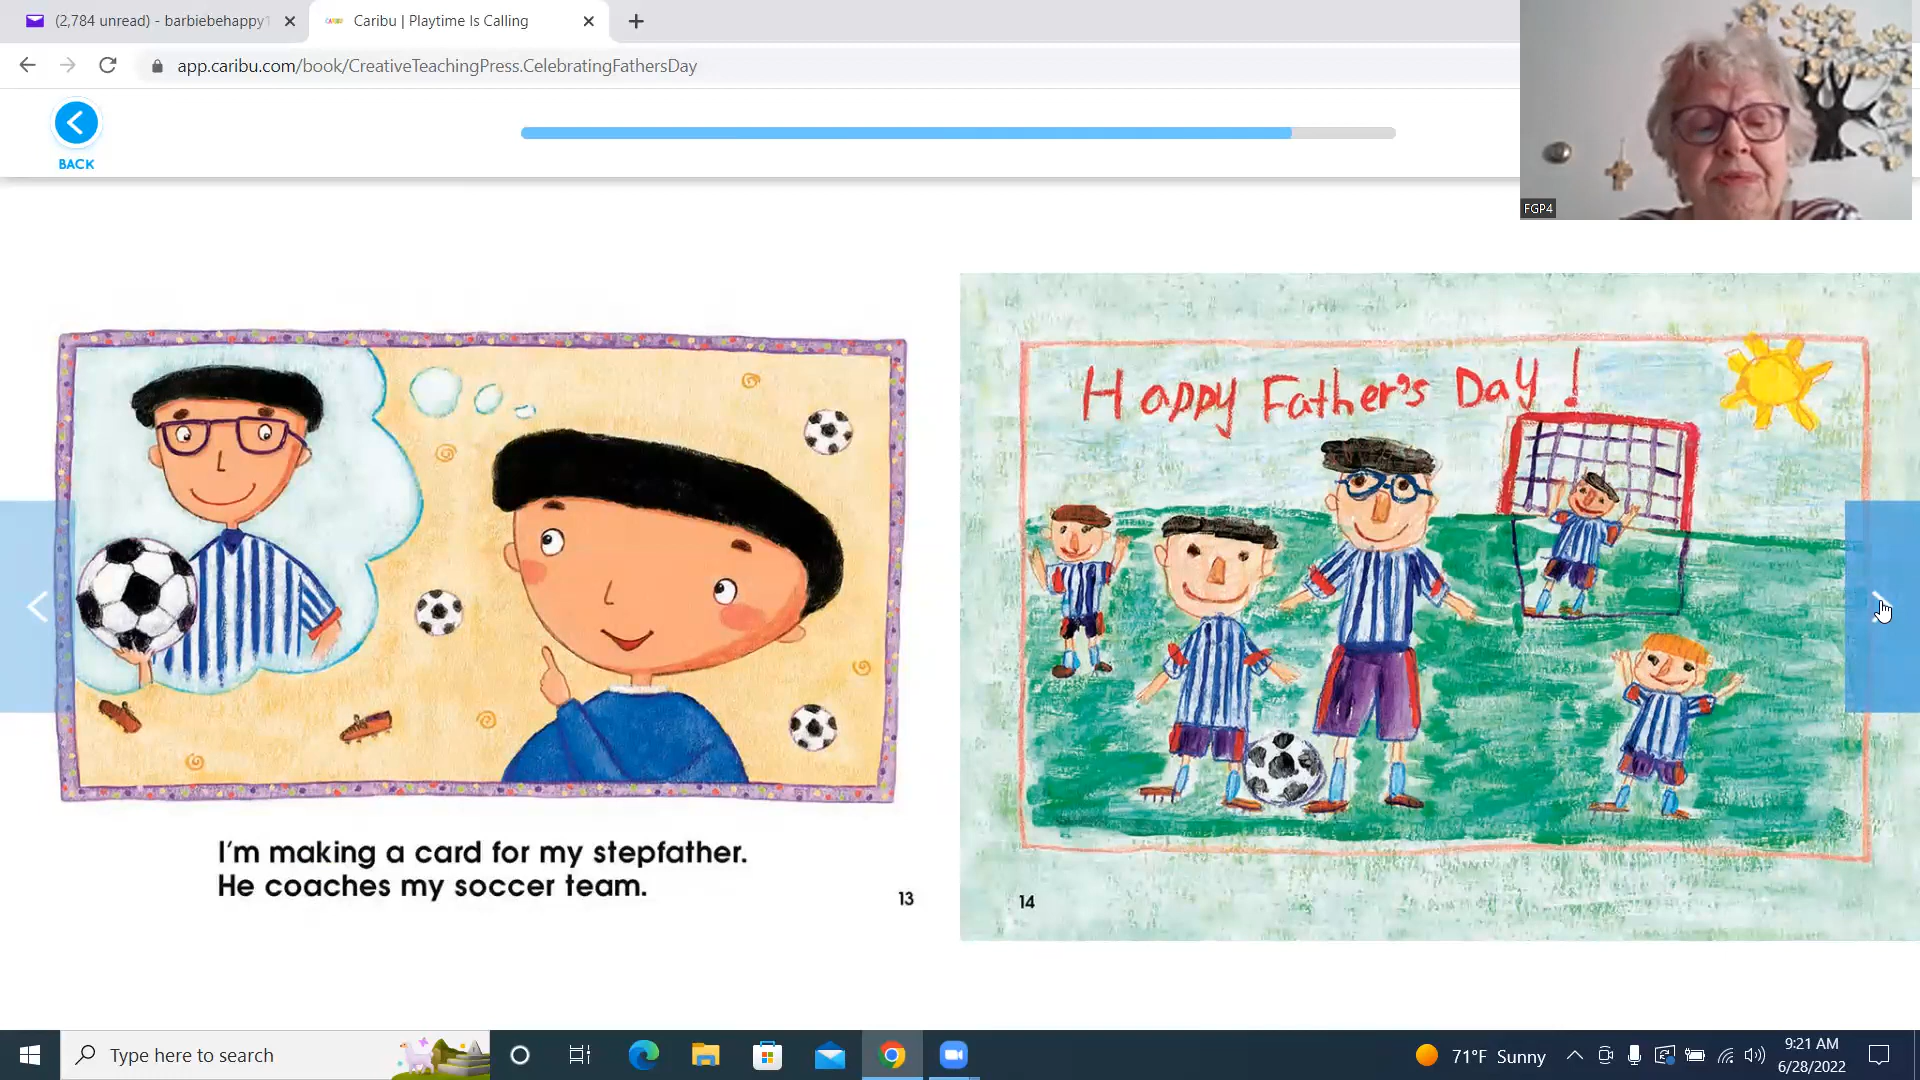 (2,784 unread) - barbiebehappy1
Caribu | Playtime Is Calling
app.caribu.com/book/CreativeTeachingPress.CelebratingFathersDay
BACK
FGP4
I'm making a card for my stepfather.
He coaches my soccer team.
13
Happy Father's Day!
14
Type here to search
71°F Sunny
9:21 AM
6/28/2022